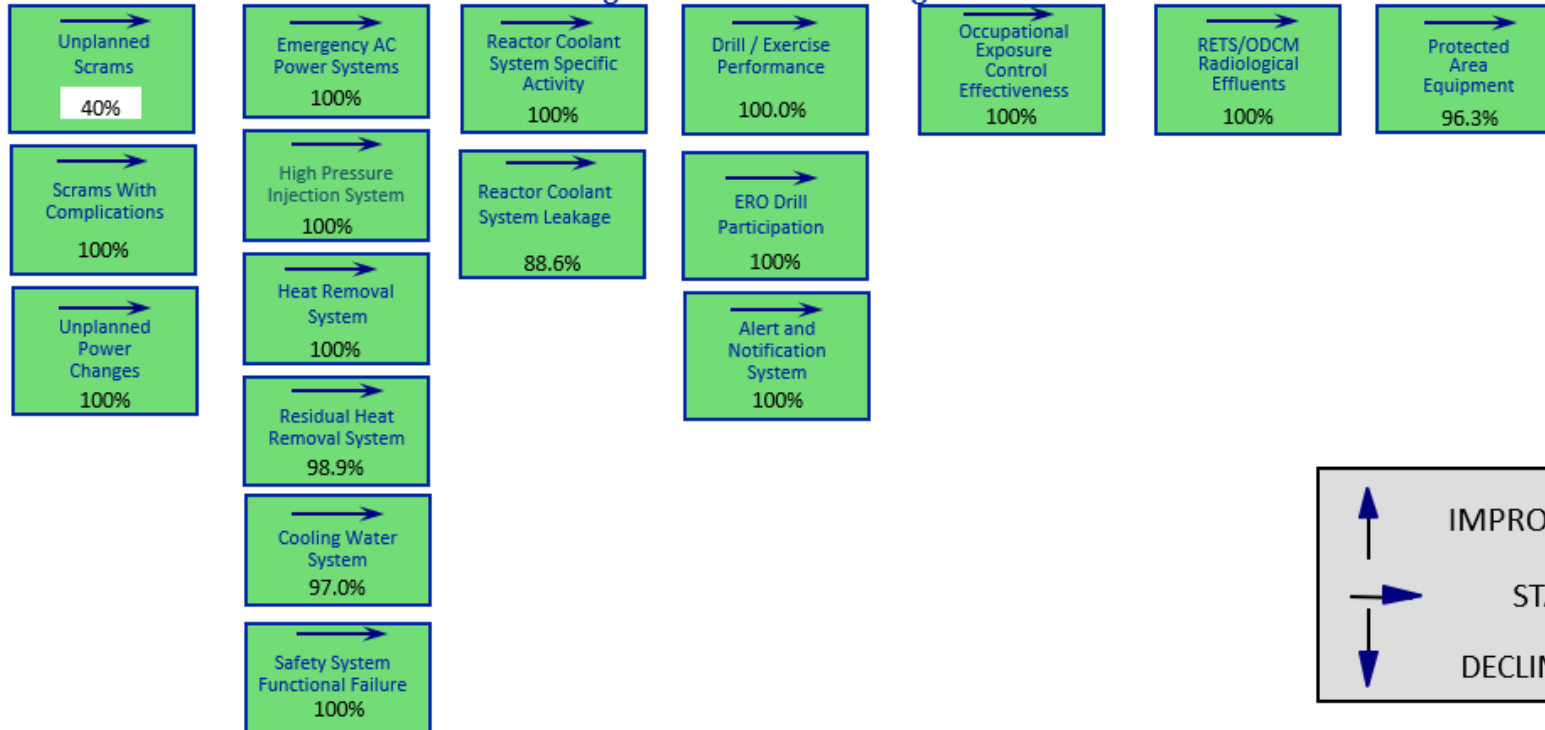 Unplanned
Scrams
40%
Scrams With
Complications
100%
Unplanned
Power
Changes
100%
Emergency AC
Power Systems
100%
High Pressure
Injection System
100%
Heat Removal
System
100%
Residual Heat
Removal System
98.9%
Cooling Water
System
97.0%
Safety System
Functional Failure
100%
Reactor Coolant
System Specific
Activity
100%
Reactor Coolant
System Leakage
88.6%
Drill / Exercise
Performance
100.0%
ERO Drill
Participation
100%
Alert and
Notification
System
100%
Occupational
Exposure
Control
Effectiveness
100%
RETS/ODCM
Radiological
Effluents
100%
Protected
Area
Equipment
96.3%